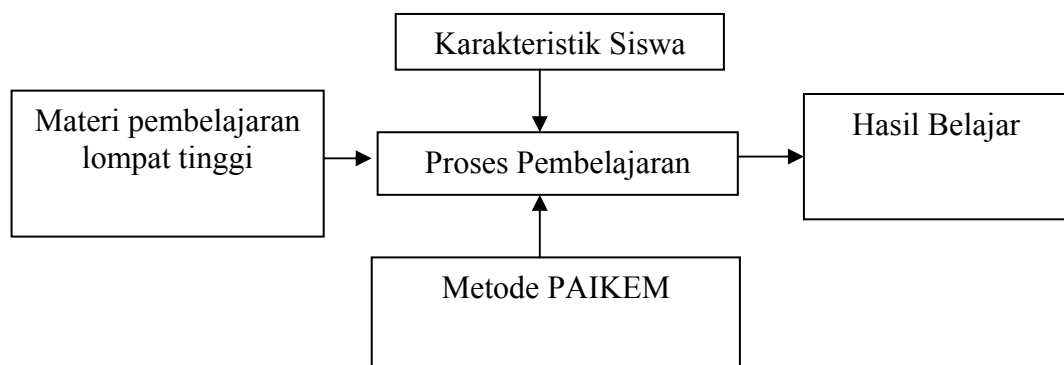 Karakteristik Siswa
Materi pembelajaran
lompat tinggi
Proses Pembelajaran
Hasil Belajar
Metode PAIKEM